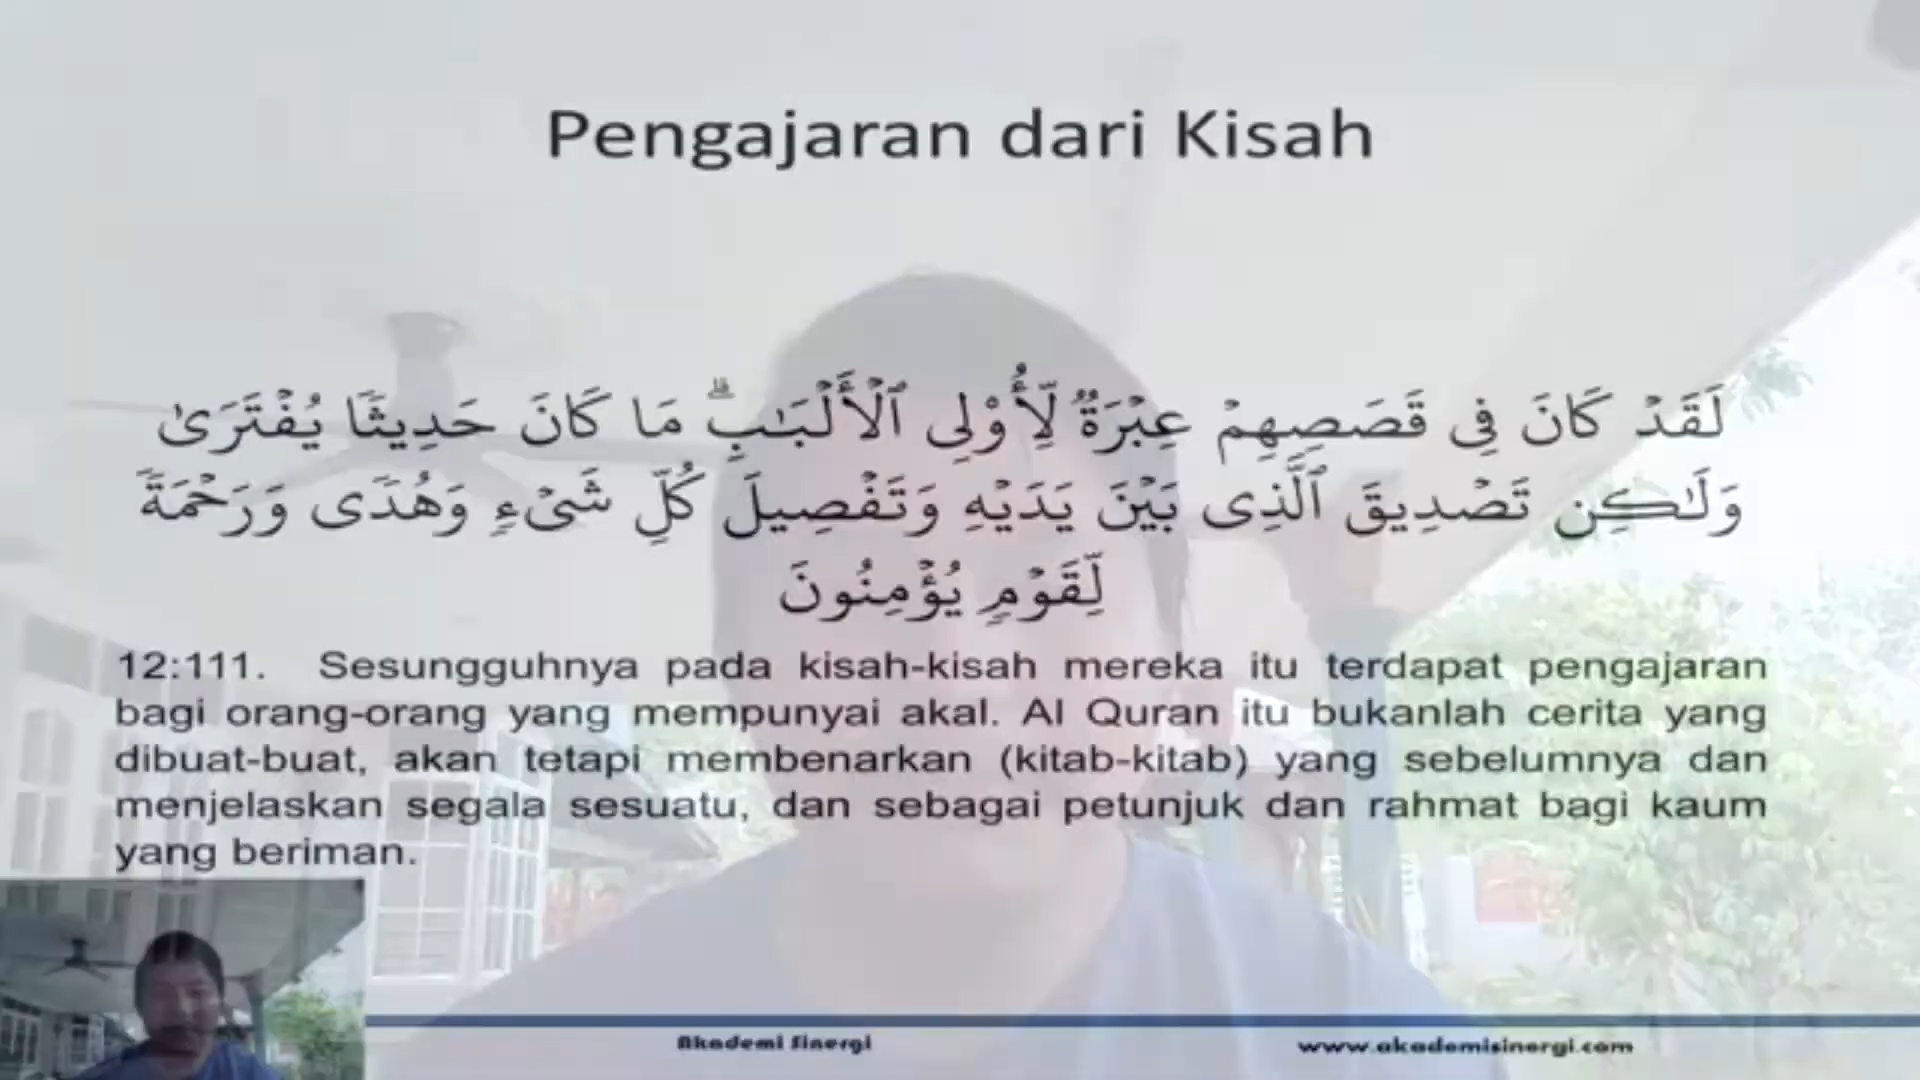 Pengajaran dari Kisah
لَقَدْ كَانَ فِى قَصَصِهِمْ عِبْرَةٌ لِّأُو۟لِى ٱلْأَلْبَـٰبِ ۗ مَا كَانَ حَدِيثًا يُفْتَرَىٰ
وَلَـٰكِن تَصْدِيقَ ٱلَّذِى بَيْنَ يَدَيْهِ وَتَفْصِيلَ كُلِّ شَىْءٍ وَهُدًى وَرَحْمَةً
لِّقَوْمٍ يُؤْمِنُونَ
12:111. Sesungguhnya pada kisah-kisah mereka itu terdapat pengajaran
bagi orang-orang yang mempunyai akal. Al Quran itu bukanlah cerita yang
dibuat-buat, akan tetapi membenarkan (kitab-kitab) yang sebelumnya dan
menjelaskan segala sesuatu, dan sebagai petunjuk dan rahmat bagi kaum
yang beriman.
Akademi Sinergi
www.akademisinergi.com